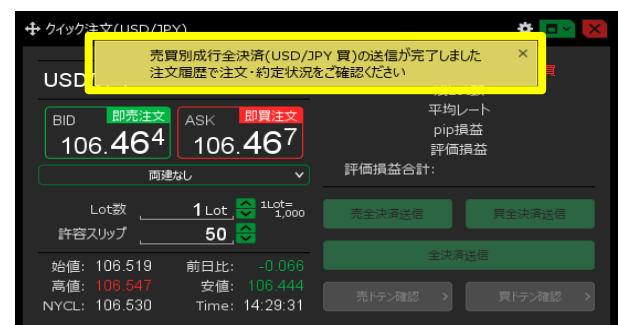 クイック注文(USD/JPY)
売買別成行全決済(USD/JPY 買)の送信が完了しました ×
注文履歴で注文・約定状況をご確認ください
USD/
買
BID 即売注文 ASK 即買注文
106.464 106.467
両建なし
平均レート
pip損益
評価損益
評価損益合計:
Lot数 1 Lot 1Lot=
1,000
許容スリップ 50
売全決済送信 買全決済送信
全決済送信
売ドテン確認 > 買ドテン確認 >
始値: 106.519 前日比: -0.066
高値: 106.547 安値: 106.444
NYCL: 106.530 Time: 14:29:31